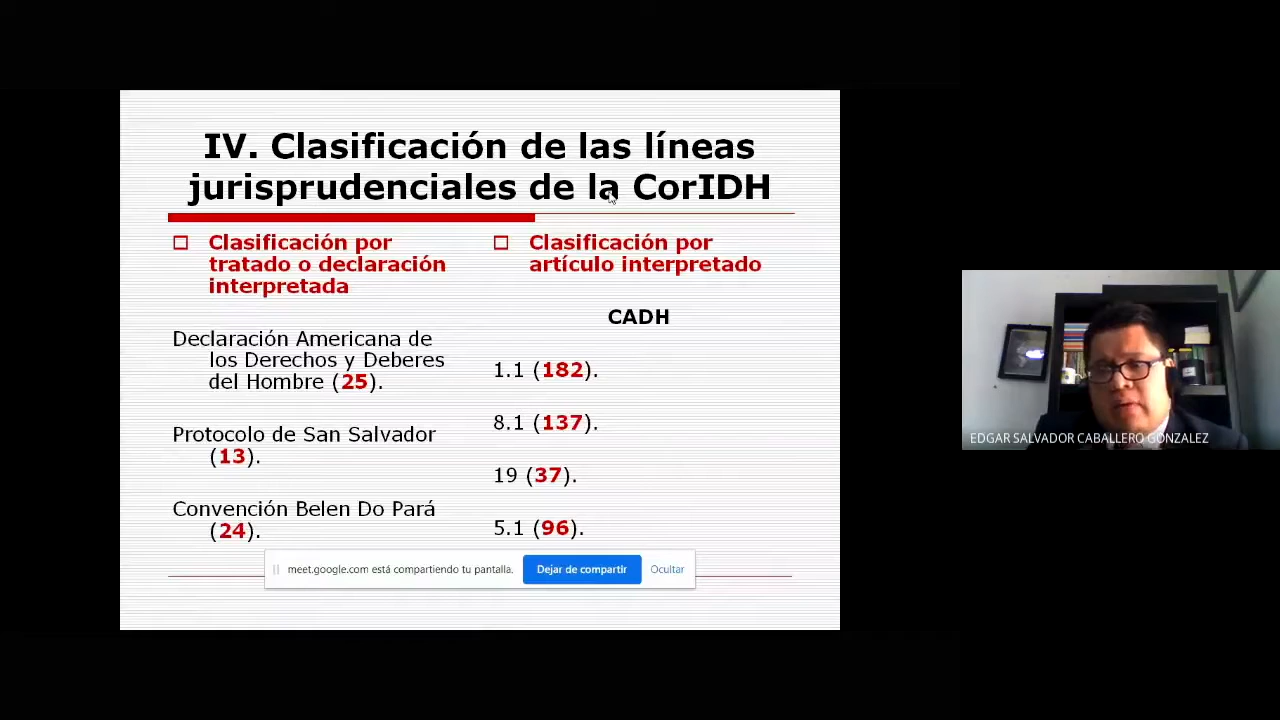 IV. Clasificación de las líneas
jurisprudenciales de la CorIDH
Clasificación por
tratado o declaración
interpretada
Declaración Americana de
los Derechos y Deberes
del Hombre (25).
Protocolo de San Salvador
(13).
Convención Belen Do Pará
(24).
Clasificación por
artículo interpretado
CADH
1.1 (182).
8.1 (137).
19 (37).
5.1 (96).
meet.google.com está compartiendo tu pantalla.
Dejar de compartir
Ocultar
EDGAR SALVADOR CABALLERO GONZALEZ